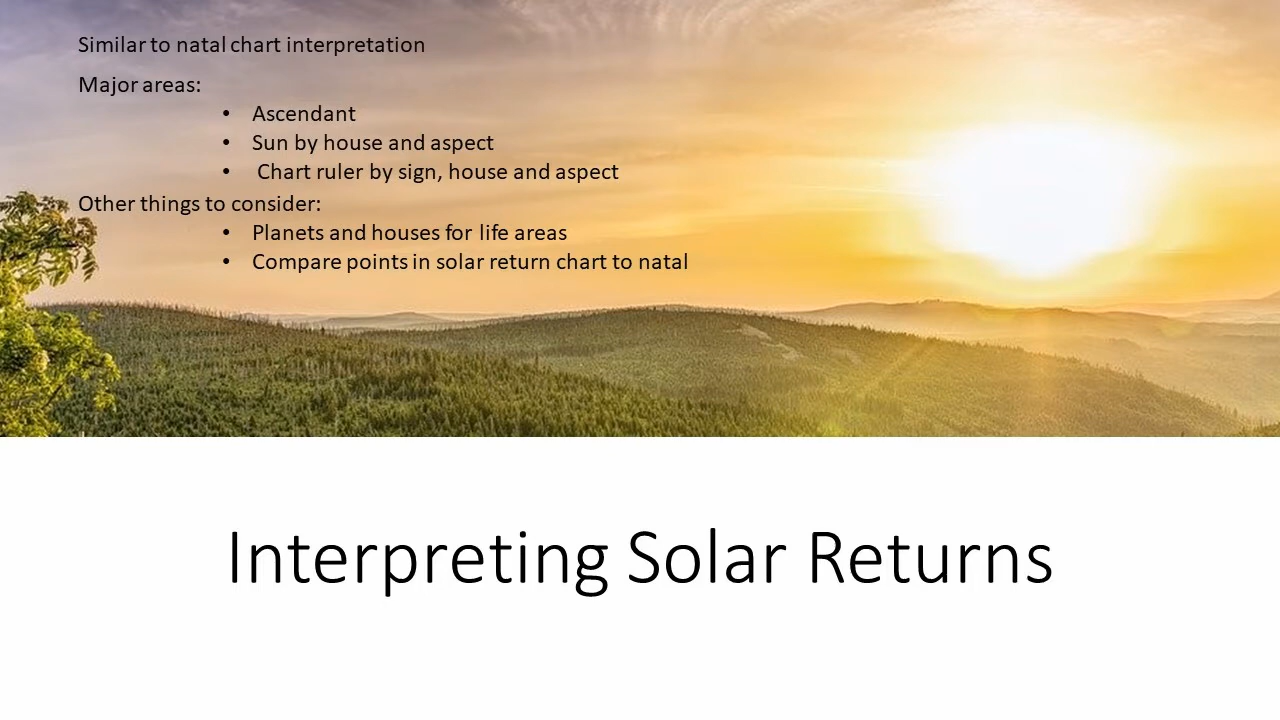 Similar to natal chart interpretation
Major areas:
• Ascendant
• Sun by house and aspect
• Chart ruler by sign, house and aspect
Other things to consider:
• Planets and houses for life areas
• Compare points in solar return chart to natal
Interpreting Solar Returns